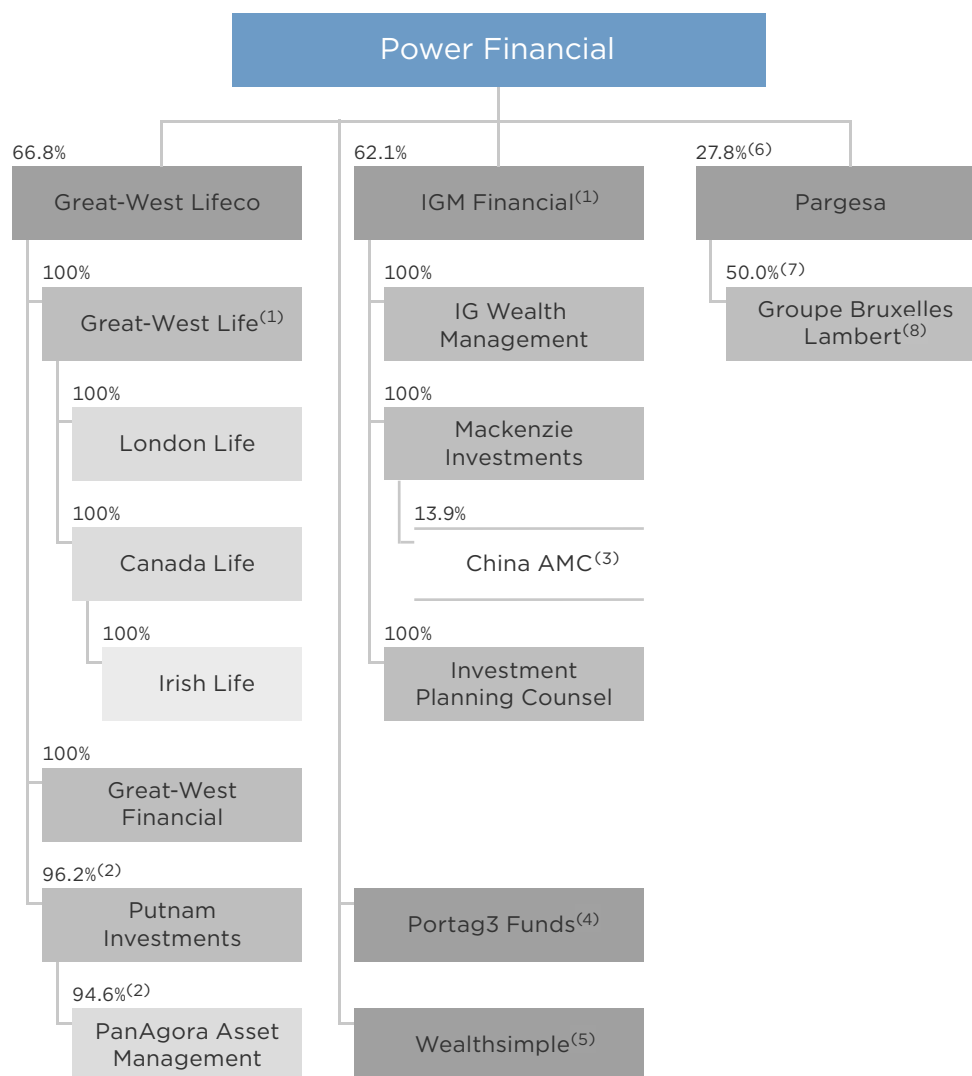 Power Financial
66.8%
Great-West Lifeco
100%
Great-West Life(1)
100%
London Life
100%
Canada Life
100%
Irish Life
100%
Great-West
Financial
96.2%(2)
Putnam
Investments
94.6%(2)
PanAgora Asset
Management
62.1%
IGM Financial(1)
100%
IG Wealth
Management
100%
Mackenzie
Investments
13.9%
China AMC(3)
100%
Investment
Planning Counsel
Portag3 Funds(4)
Wealthsimple(5)
27.8%(6)
Pargesa
50.0%(7)
Groupe Bruxelles
Lambert(8)